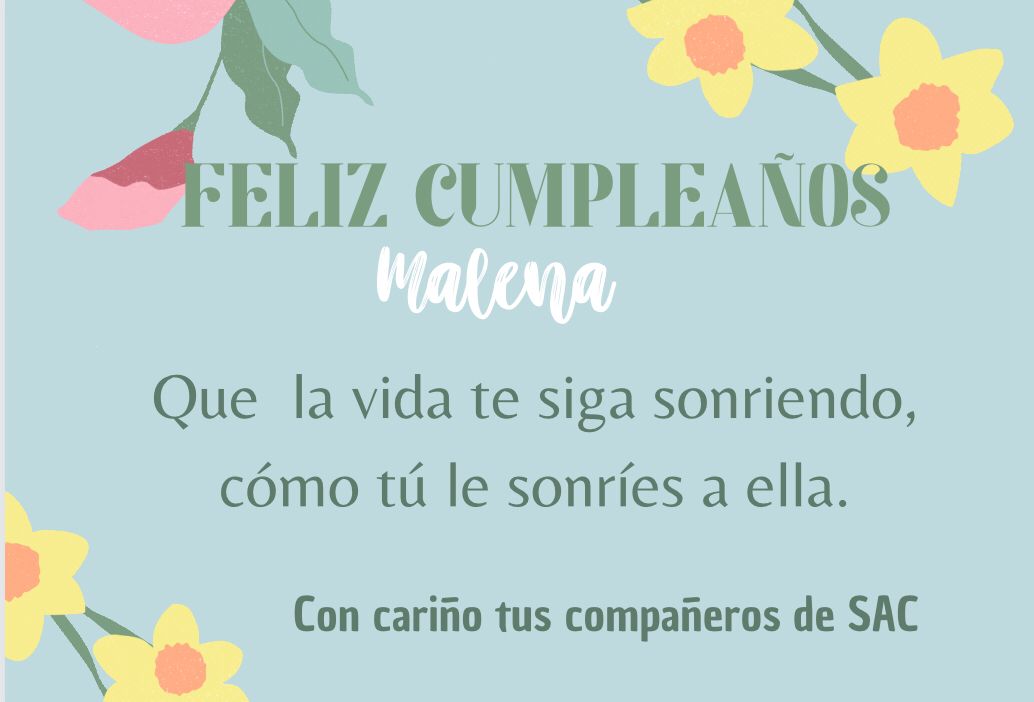 FELIZ CUMPLEAÑOS
Malena
Que la vida te siga sonriendo,
cómo tú le sonríes a ella.
Con cariño tus compañeros de SAC